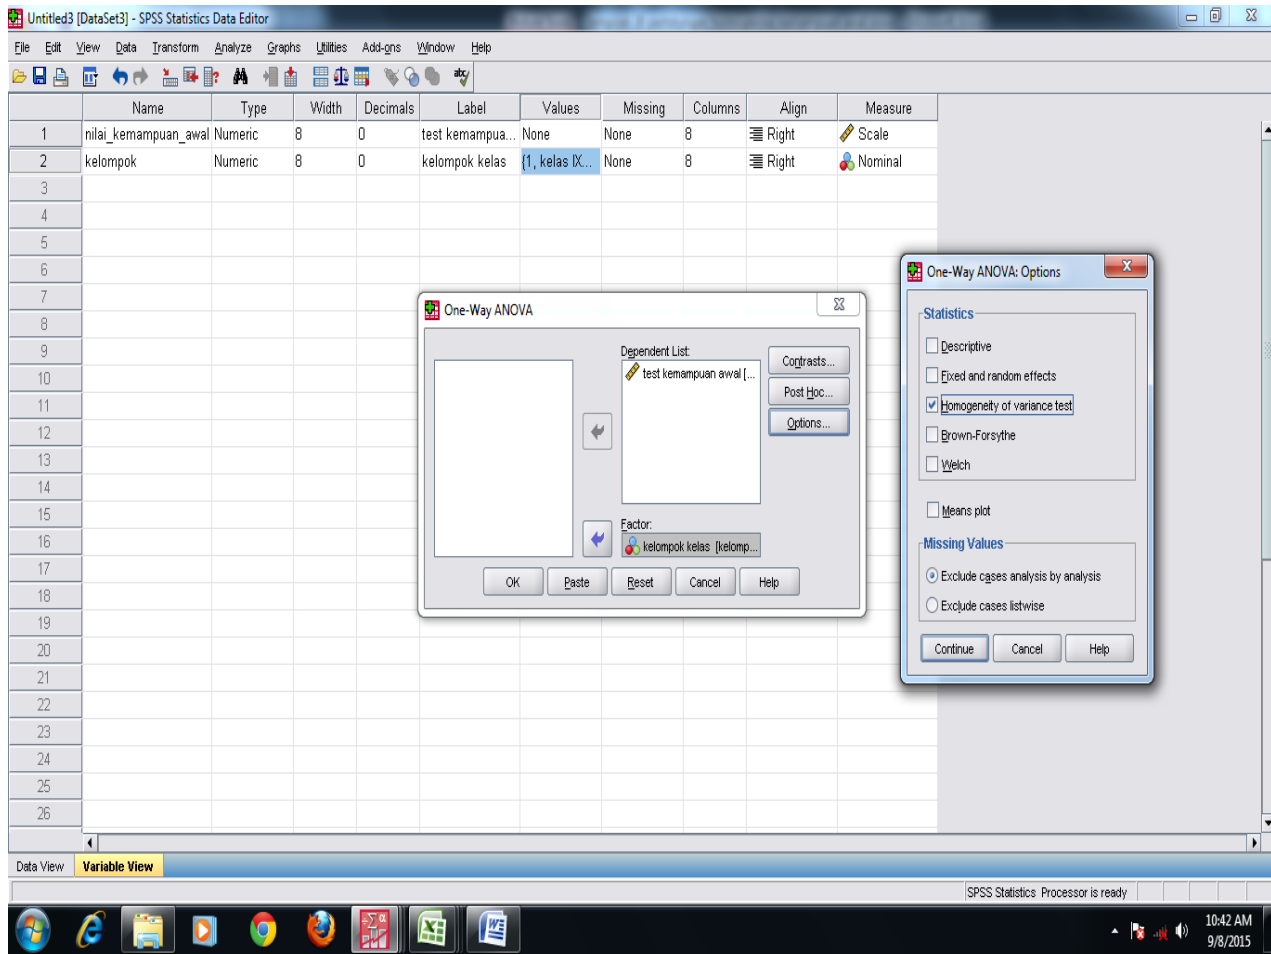 Untitled3 [DataSet3] - SPSS Statistics Data Editor
File Edit View Data Transform Analyze Graphs Utilities Add-ons Window Help
Name Type Width Decimals Label Values Missing Columns Align Measure
1 nilai_kemampuan_awal Numeric 8 0 test kemampua... None None 8 Right Scale
2 kelompok Numeric 8 0 kelompok kelas {1, kelas IX... None 8 Right Nominal
3
4
5
6
7
8
9
10
11
12
13
14
15
16
17
18
19
20
21
22
23
24
25
26
One-Way ANOVA
Dependent List:
test kemampuan awal [...
Contrasts...
Post Hoc...
Options...
Factor:
kelompok kelas [kelomp...
OK Paste Reset Cancel Help
One-Way ANOVA: Options
Statistics
Descriptive
Fixed and random effects
Homogeneity of variance test
Brown-Forsythe
Welch
Means plot
Missing Values
Exclude cases analysis by analysis
Exclude cases listwise
Continue Cancel Help
Data View Variable View
SPSS Statistics Processor is ready
10:42 AM
9/8/2015